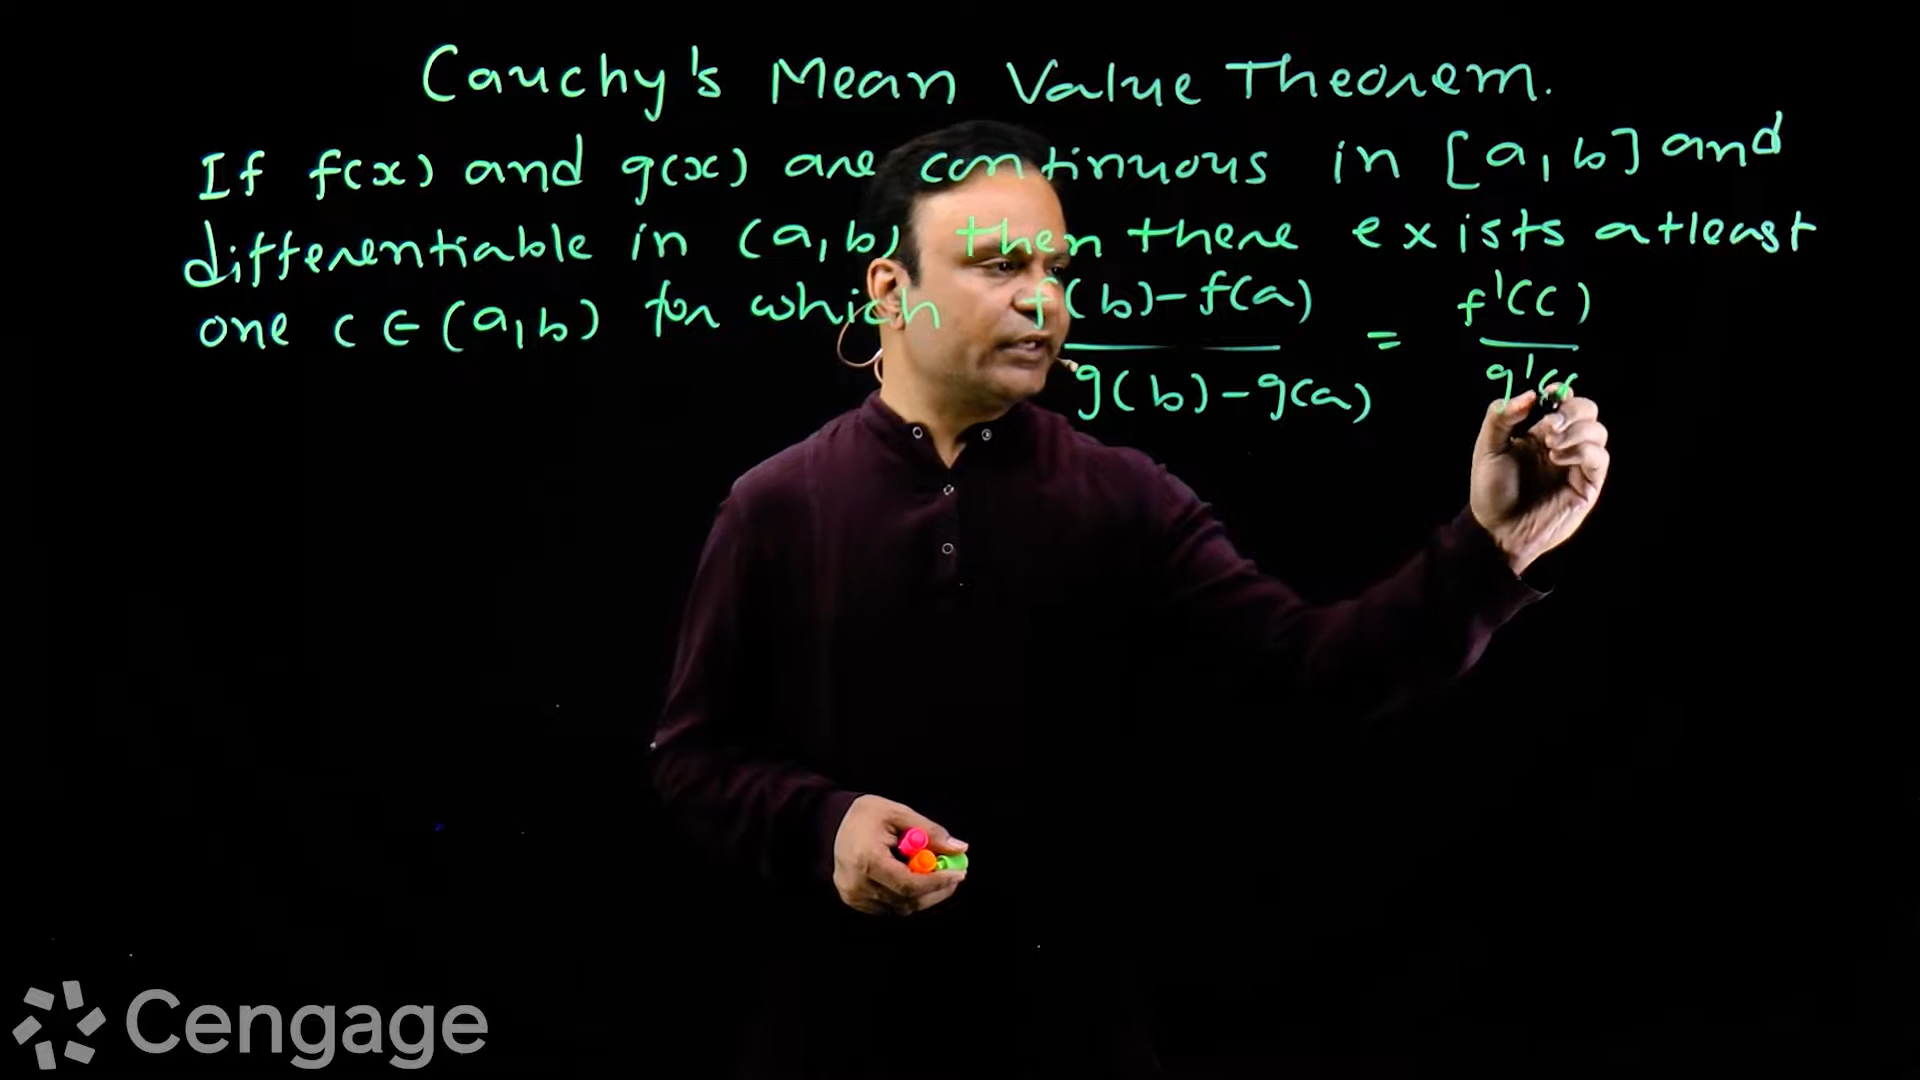 Cauchy's Mean Value Theorem.
If f(x) and g(x) are continuous in [a,b] and
differentiable in (a,b) then there exists atleast
one c ∈ (a,b) for which f(b)-f(a) / g(b)-g(a) = f'(c) / g'(c
Cengage